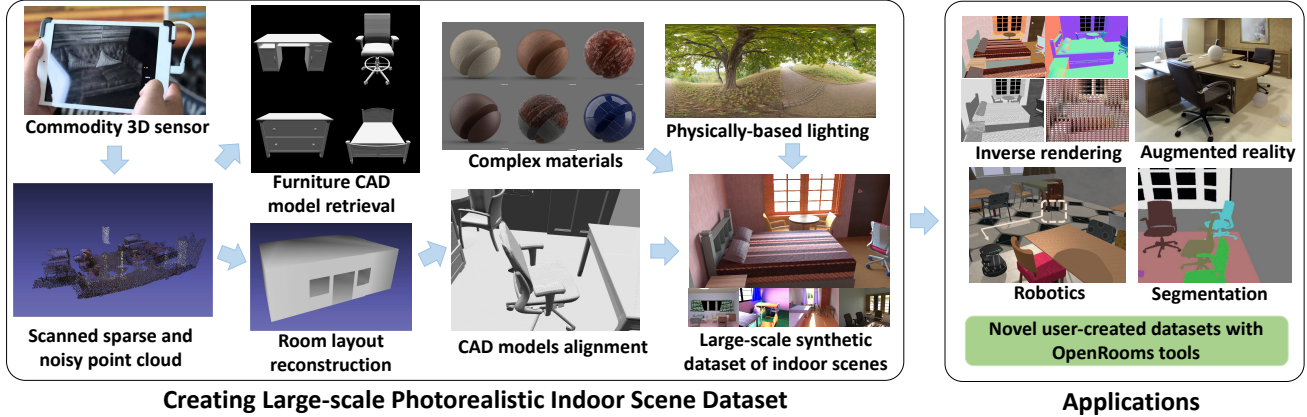 Commodity 3D sensor
Furniture CAD
model retrieval
Complex materials
Physically-based lighting
Scanned sparse and
noisy point cloud
Room layout
reconstruction
CAD models alignment
Large-scale synthetic
dataset of indoor scenes
Creating Large-scale Photorealistic Indoor Scene Dataset
Inverse rendering
Augmented reality
Robotics
Segmentation
Novel user-created datasets with
OpenRooms tools
Applications